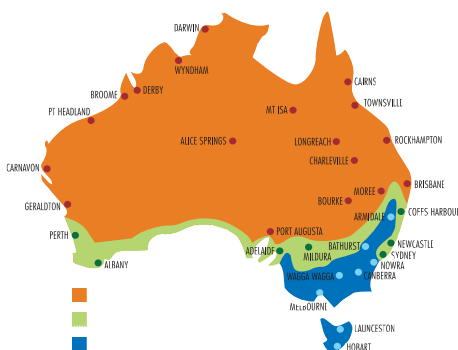 DARWIN
WYNDHAM
CAIRNS
DERBY
BROOME
TOWNSVILLE
MT ISA
PT HEADLAND
ALICE SPRINGS
LONGREACH
ROCKHAMPTON
CHARLEVILLE
CARNAVON
BRISBANE
MOREE
BOURKE
GERALDTON
ARMIDALE
COFFS HARBOUR
PORT AUGUSTA
PERTH
BATHURST
NEWCASTLE
ADELAIDE
MILDURA
SYDNEY
ALBANY
NOWRA
WAGGA WAGGA
CANBERRA
MELBOURNE
LAUNCESTON
HOBART